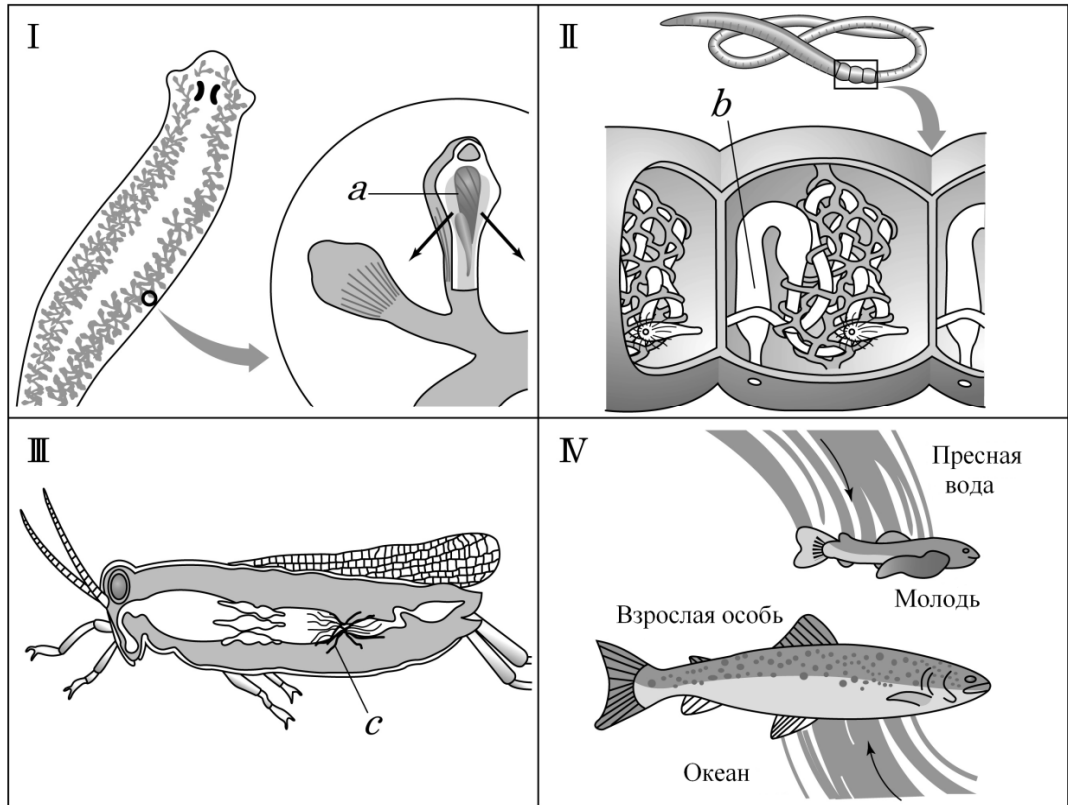 I
a
II
b
III
c
IV
Пресная
вода
Молодь
Взрослая особь
Океан